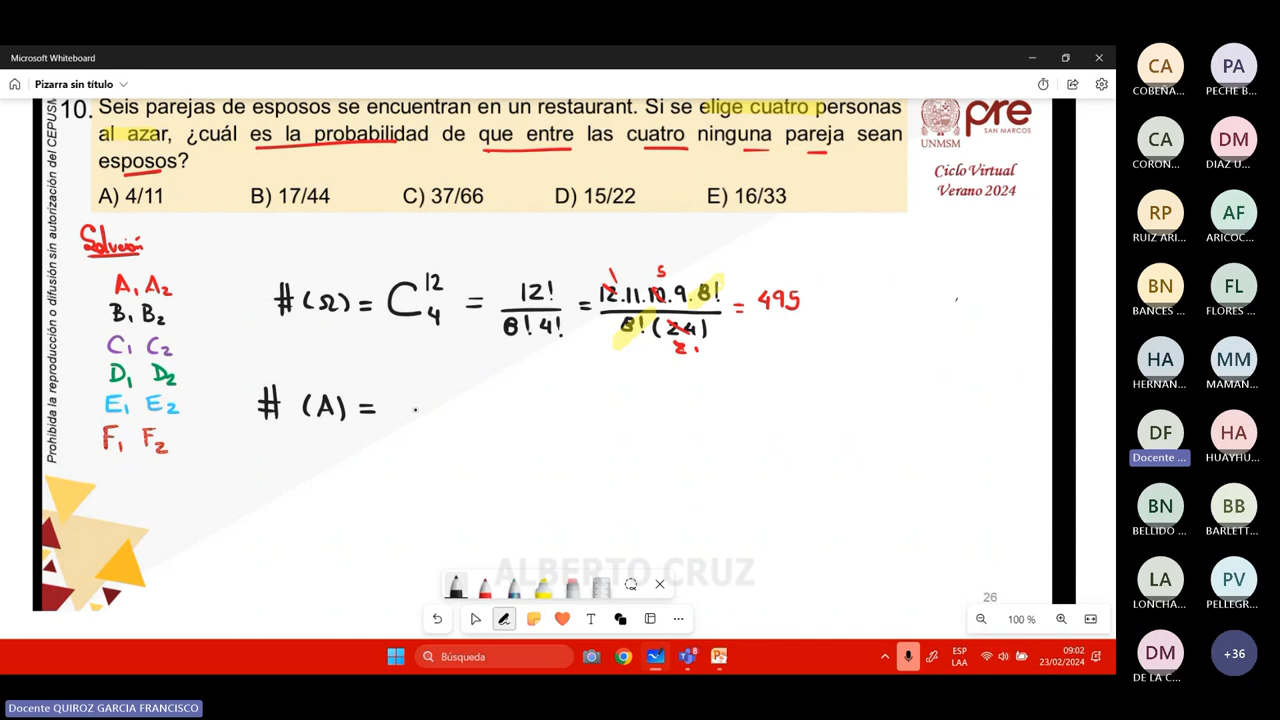 Microsoft Whiteboard
Pizarra sin título
10. Seis parejas de esposos se encuentran en un restaurant. Si se elige cuatro personas
al azar, ¿cuál es la probabilidad de que entre las cuatro ninguna pareja sean
esposos?
A) 4/11 B) 17/44 C) 37/66 D) 15/22 E) 16/33
UNMSM
pre
SAN MARCOS
Ciclo Virtual
Verano 2024
Prohibida la reproducción o difusión sin autorización del CEPUSM
Solución
A₁ A₂
B₁ B₂
C₁ C₂
D₁ D₂
E₁ E₂
F₁ F₂
#(Ω) = C¹²₄ = 12! / 8! 4! = 12.11.10.9.8! / 8! (24) = 495
1 5
2 1
# (A) =
ALBERTO CRUZ
26
100 %
Búsqueda
8
ESP
LAA
09:02
23/02/2024
CA
COBEÑA...
PA
PECHE B...
CA
CORON...
DM
DIAZ U...
RP
RUIZ ARI...
AF
ARICOC...
BN
BANCES ...
FL
FLORES ...
HA
HERNAN...
MM
MAMAN...
DF
Docente ...
HA
HUAYHU...
BN
BELLIDO ...
BB
BARLETT...
LA
LONCHA...
PV
PELLEGR...
DM
DE LA C...
+36
Docente QUIROZ GARCIA FRANCISCO